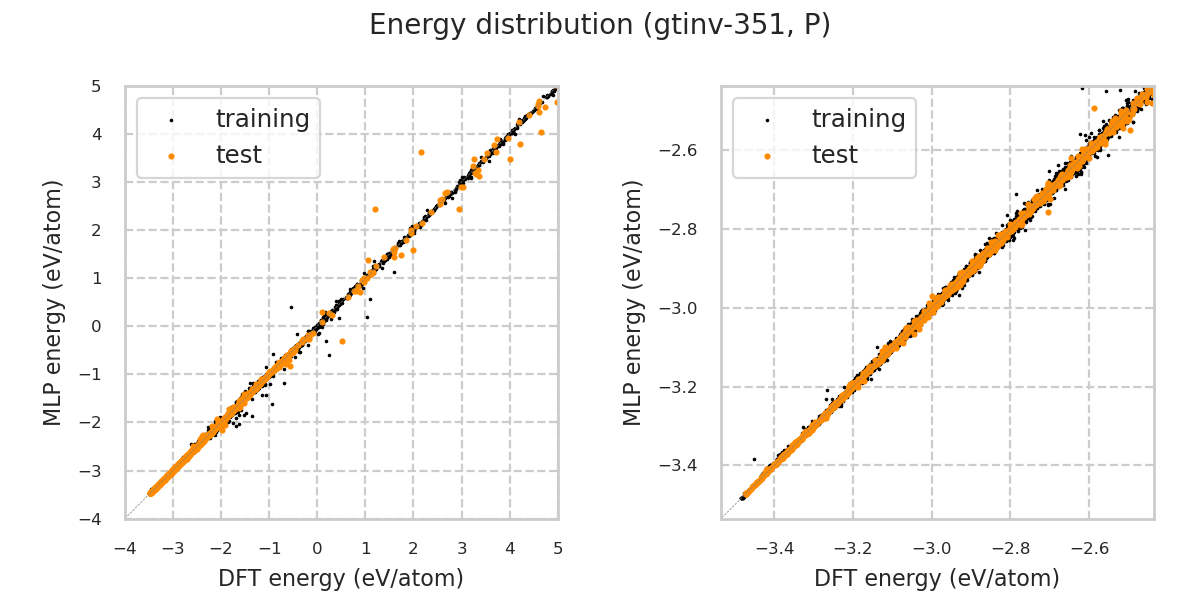 Energy distribution (gtinv-351, P)
MLP energy (eV/atom)
5
4
3
2
1
0
−1
−2
−3
−4
training
test
−4 −3 −2 −1 0 1 2 3 4 5
DFT energy (eV/atom)
MLP energy (eV/atom)
−2.6
−2.8
−3.0
−3.2
−3.4
training
test
−3.4 −3.2 −3.0 −2.8 −2.6
DFT energy (eV/atom)